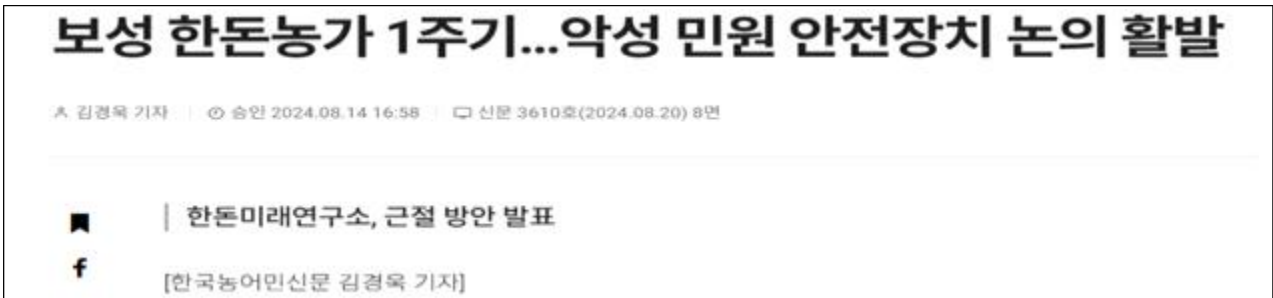 보성 한돈농가 1주기...악성 민원 안전장치 논의 활발
김경욱 기자 승인 2024.08.14 16:58 신문 3610호(2024.08.20) 8면
한돈미래연구소, 근절 방안 발표
[한국농어민신문 김경욱 기자]